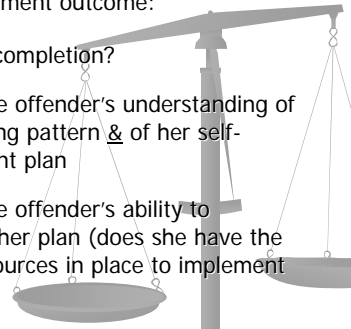 ment outcome:
completion?
e offender's understanding of
ng pattern & of her self-
nt plan
e offender's ability to
her plan (does she have the
ources in place to implement